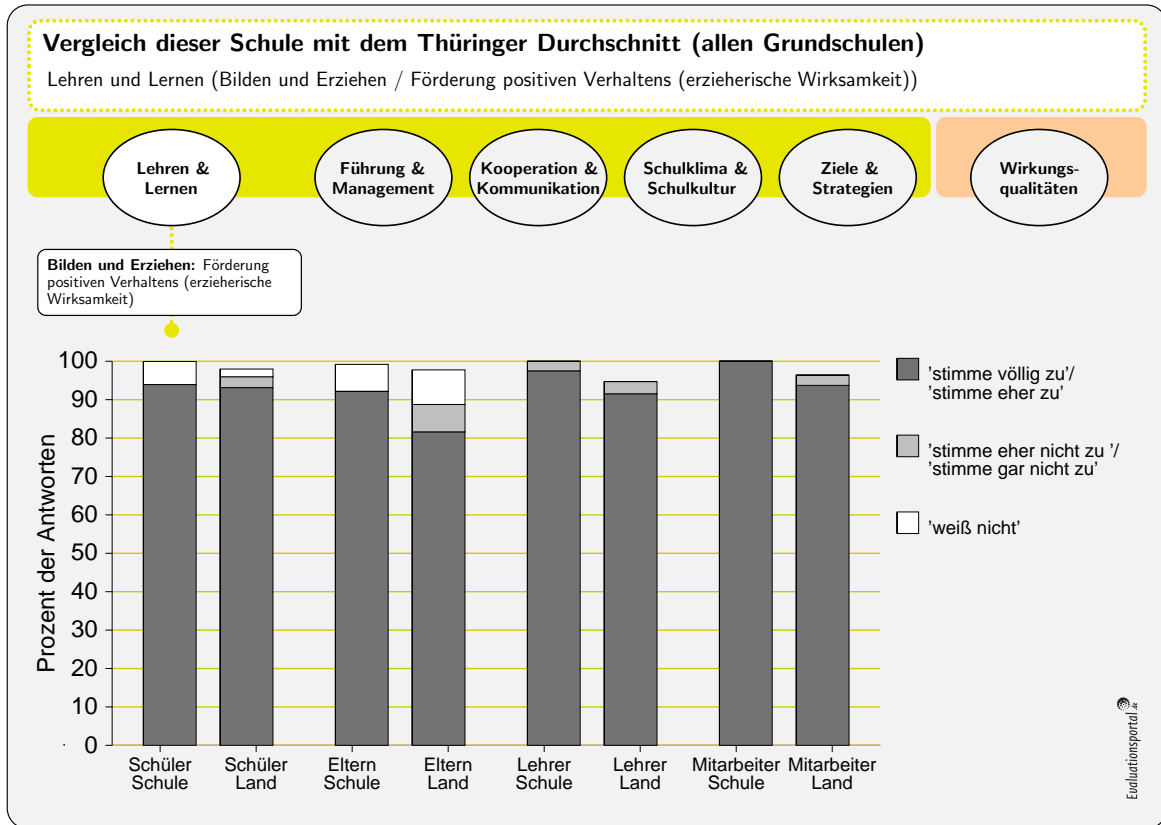 Vergleich dieser Schule mit dem Thüringer Durchschnitt (allen Grundschulen)
Lehren und Lernen (Bilden und Erziehen / Förderung positiven Verhaltens (erzieherische Wirksamkeit))
Lehren &
Lernen
Führung &
Management
Kooperation &
Kommunikation
Schulklima &
Schulkultur
Ziele &
Strategien
Wirkungs-
qualitäten
Bilden und Erziehen: Förderung
positiven Verhaltens (erzieherische
Wirksamkeit)
Prozent der Antworten
100
90
80
70
60
50
40
30
20
10
0
Schüler
Schule
Schüler
Land
Eltern
Schule
Eltern
Land
Lehrer
Schule
Lehrer
Land
Mitarbeiter
Schule
Mitarbeiter
Land
'stimme völlig zu'/
'stimme eher zu'
'stimme eher nicht zu '/
'stimme gar nicht zu'
'weiß nicht'
Evaluationsportal.de